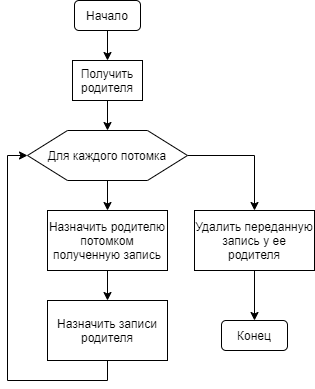 Начало
Получить
родителя
Для каждого потомка
Назначить родителю
потомком
полученную запись
Удалить переданную
запись у ее
родителя
Назначить записи
родителя
Конец